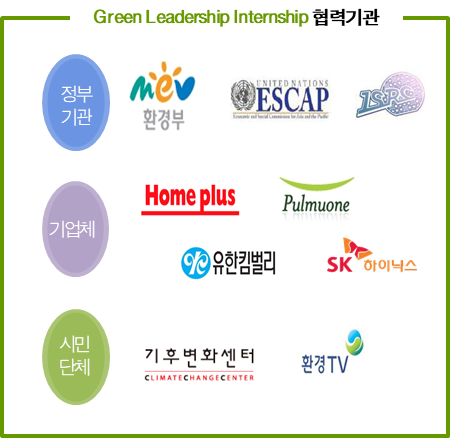 Green Leadership Internship 협력기관
정부
기관
mev
환경부
UNITED NATIONS
ESCAP
Economic and Social Commission for Asia and the Pacific
기업체
Home plus
Pulmuone
유한킴벌리
SK 하이닉스
시민
단체
기후변화센터
CLIMATECHANGECENTER
환경TV